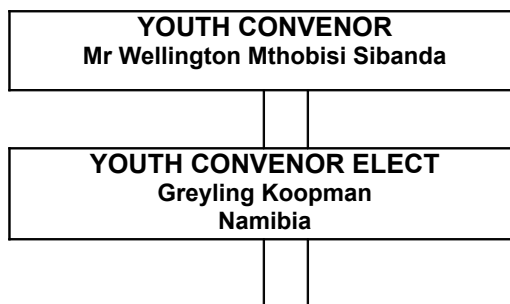 YOUTH CONVENOR
Mr Wellington Mthobisi Sibanda
YOUTH CONVENOR ELECT
Greyling Koopman
Namibia